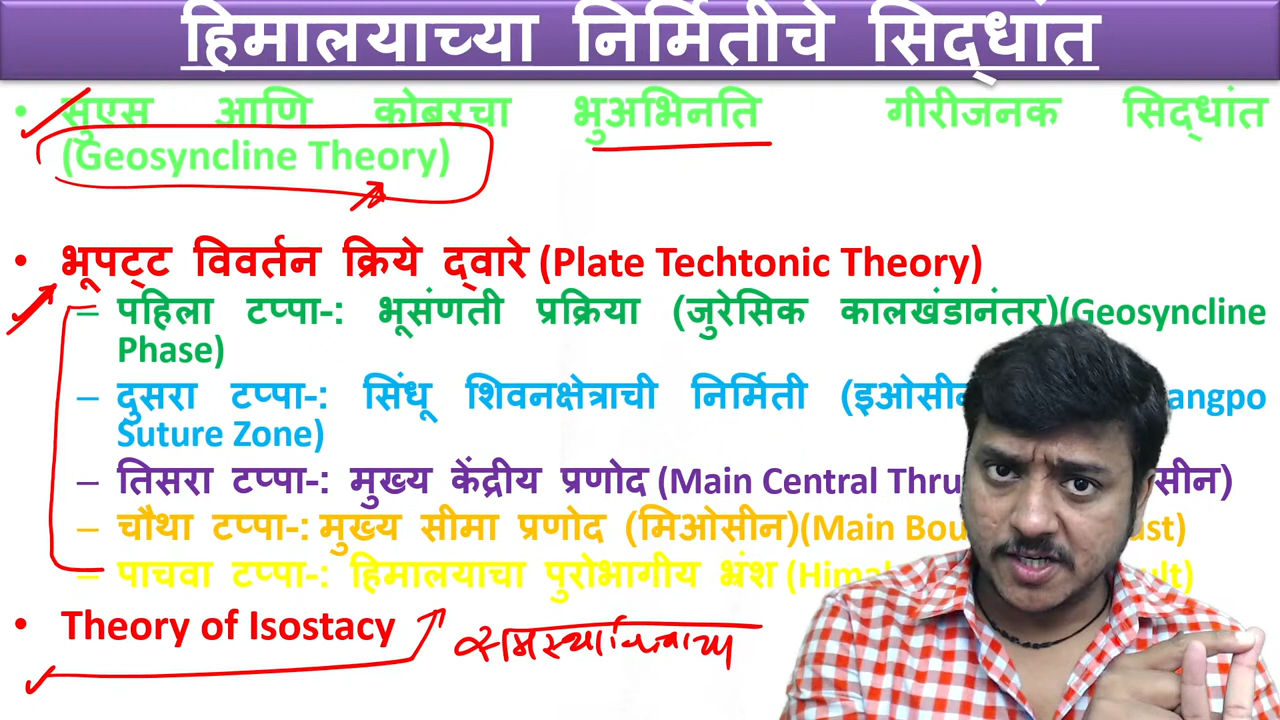 हिमालयाच्या निर्मितीचे सिद्धांत
• सुएस आणि कोबरचा भुअभिनति गीरीजनक सिद्धांत
(Geosyncline Theory)
• भूपट्ट विवर्तन क्रिये द्वारे (Plate Techtonic Theory)
– पहिला टप्पा-: भूसंणती प्रक्रिया (जुरेसिक कालखंडानंतर)(Geosyncline
Phase)
– दुसरा टप्पा-: सिंधू शिवनक्षेत्राची निर्मिती
Suture Zone)
– तिसरा टप्पा-: मुख्य केंद्रीय प्रणोद (Main Central
– चौथा टप्पा-: मुख्य सीमा प्रणोद (मिओसीन)(Main
– पाचवा टप्पा-: हिमालयाचा पुरोभागीय भ्रंश
• Theory of Isostacy